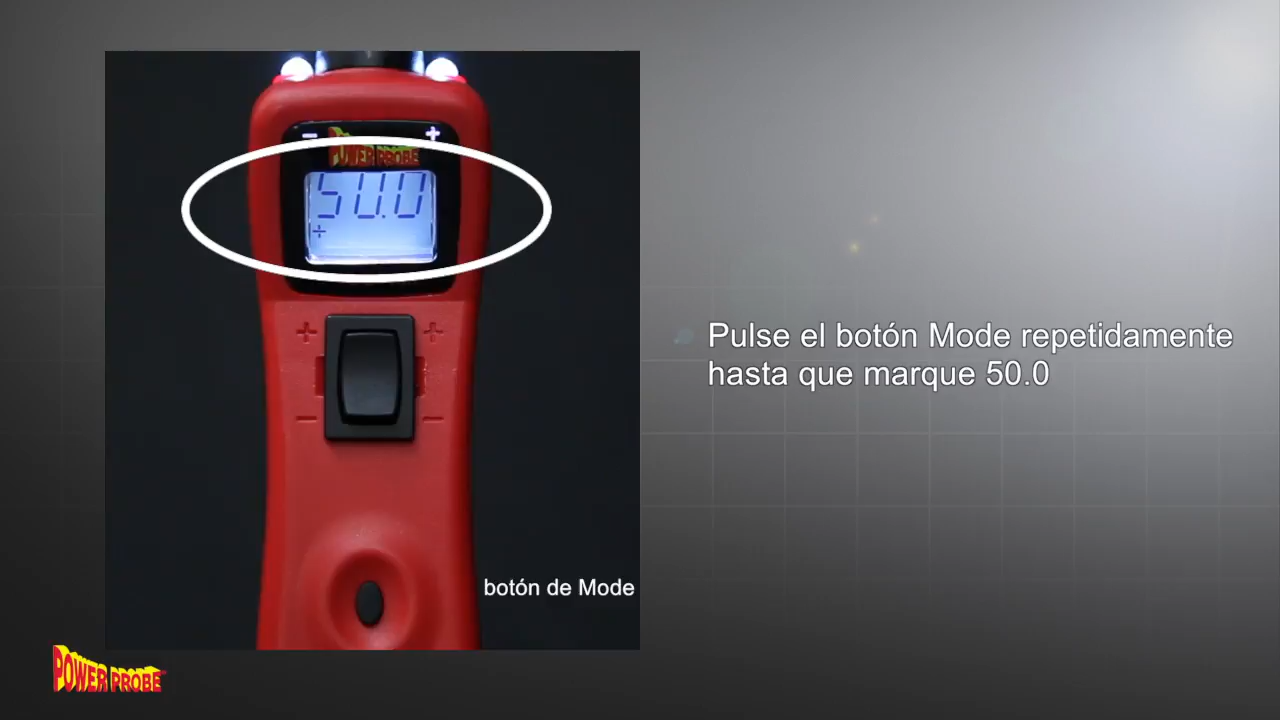 - +
POWER PROBE
50.0
+
+ +
- -
botón de Mode
Pulse el botón Mode repetidamente
hasta que marque 50.0
POWER PROBE